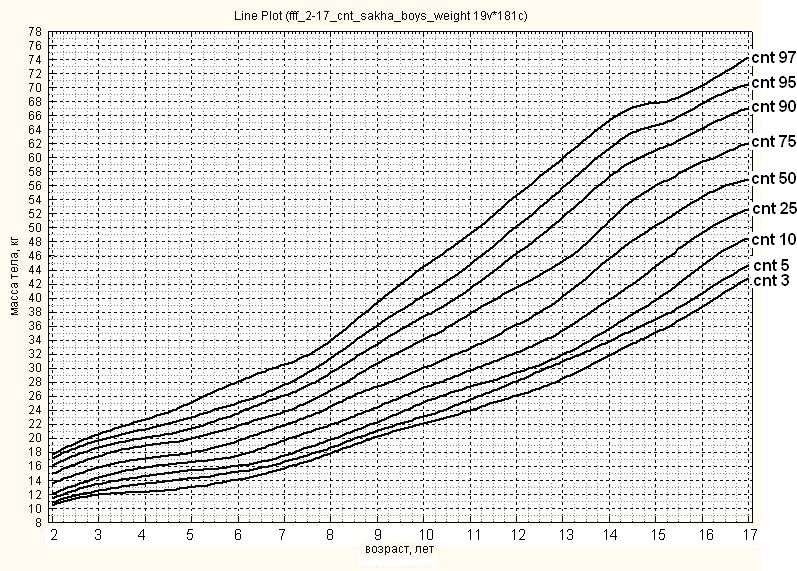 Line Plot (fff_2-17_cnt_sakha_boys_weight 19v*181c)
масса тела, кг
78
76
74
72
70
68
66
64
62
60
58
56
54
52
50
48
46
44
42
40
38
36
34
32
30
28
26
24
22
20
18
16
14
12
10
8
cnt 97
cnt 95
cnt 90
cnt 75
cnt 50
cnt 25
cnt 10
cnt 5
cnt 3
2 3 4 5 6 7 8 9 10 11 12 13 14 15 16 17
возраст, лет